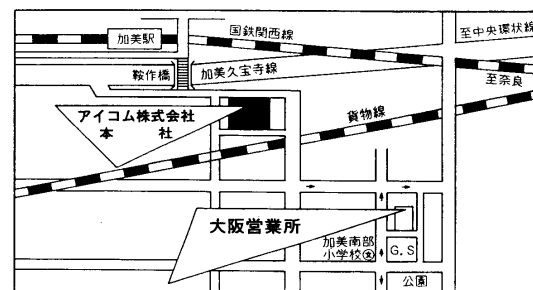 加美駅
国鉄関西線
至中央環状線
鞍作橋
加美久宝寺線
至奈良
アイコム株式会社
本社
貨物線
大阪営業所
加美南部
小学校㊛
G.S
公園